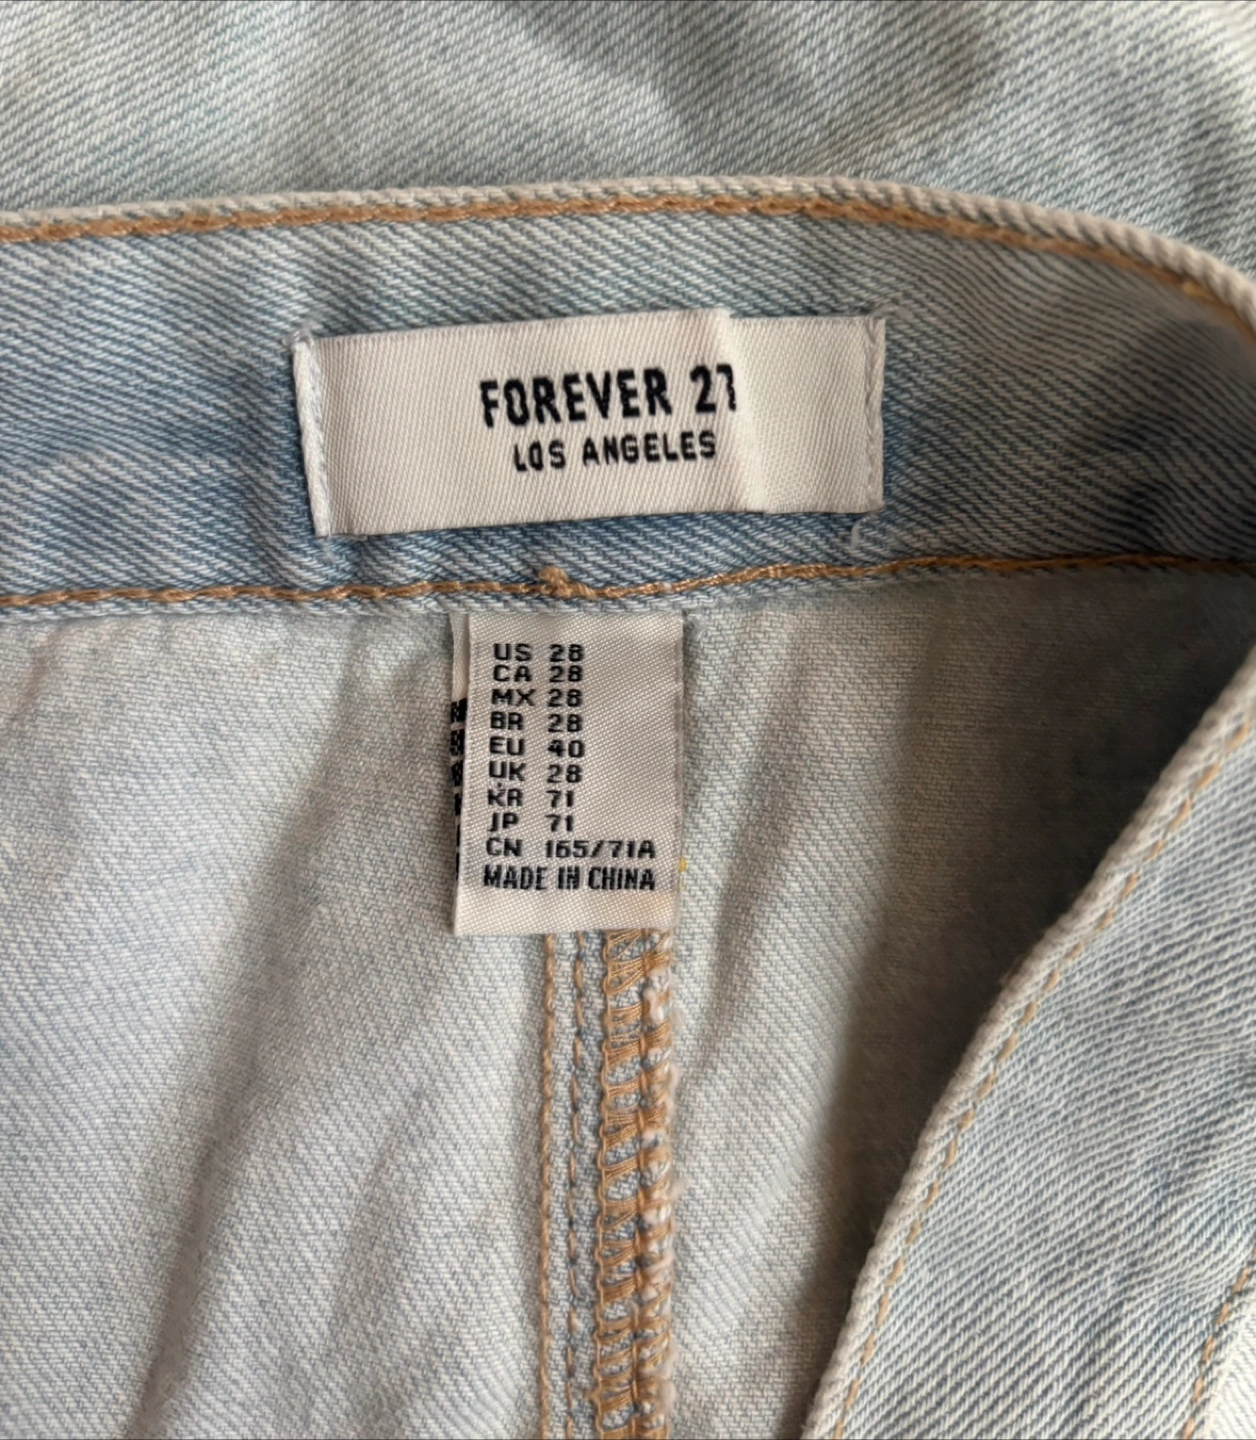 FOREVER 21
LOS ANGELES
US 28
CA 28
MX 28
BR 28
EU 40
UK 28
KR 71
JP 71
CN 165/71A
MADE IN CHINA